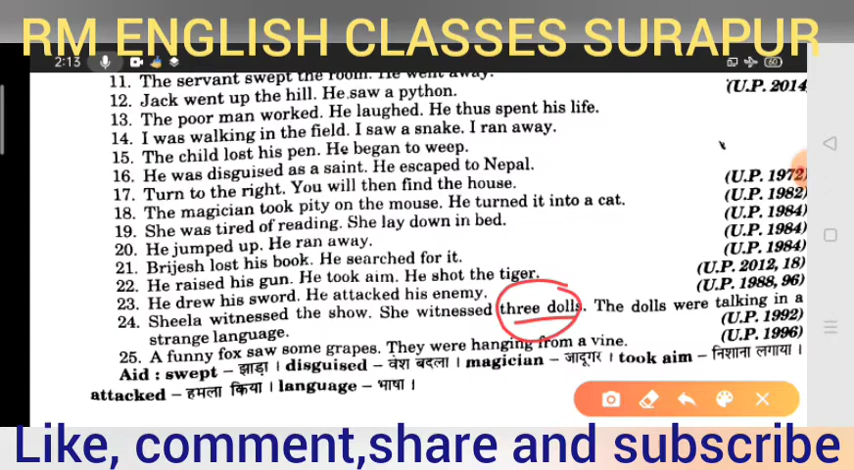 RM ENGLISH CLASSES SURAPUR
2:13
60
11. The servant swept the room. He went away.
12. Jack went up the hill. He saw a python. (U.P. 2014
13. The poor man worked. He laughed. He thus spent his life.
14. I was walking in the field. I saw a snake. I ran away.
15. The child lost his pen. He began to weep.
16. He was disguised as a saint. He escaped to Nepal.
17. Turn to the right. You will then find the house. (U.P. 1972)
18. The magician took pity on the mouse. He turned it into a cat. (U.P. 1982)
19. She was tired of reading. She lay down in bed. (U.P. 1984)
20. He jumped up. He ran away. (U.P. 1984)
21. Brijesh lost his book. He searched for it. (U.P. 1984)
22. He raised his gun. He took aim. He shot the tiger. (U.P. 2012, 18)
23. He drew his sword. He attacked his enemy. (U.P. 1988, 96)
24. Sheela witnessed the show. She witnessed three dolls. The dolls were talking in a
strange language. (U.P. 1992)
25. A funny fox saw some grapes. They were hanging from a vine. (U.P. 1996)
Aid : swept – झाड़ा । disguised – वेश बदला । magician – जादूगर । took aim – निशाना लगाया ।
attacked – हमला किया । language – भाषा ।
Like, comment,share and subscribe